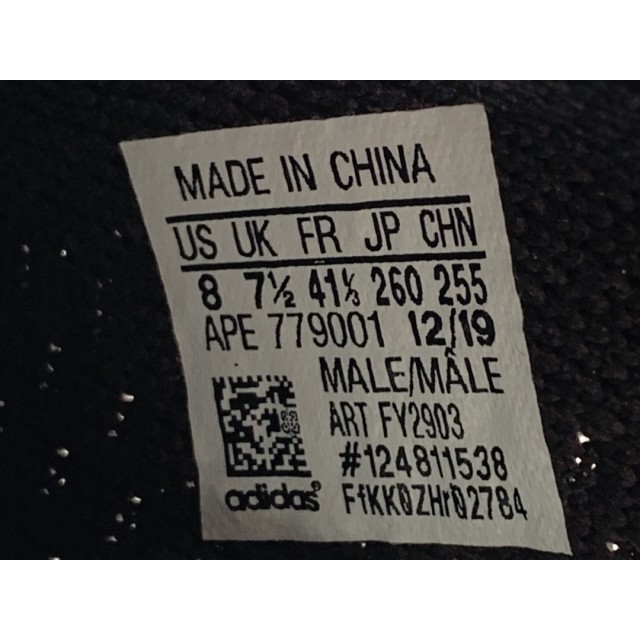 MADE IN CHINA
US UK FR JP CHN
8 7½ 41⅓ 260 255
APE 779001 12/19
MALE/MÂLE
ART FY2903
#124811538
adidas® FfKK0ZHr02784